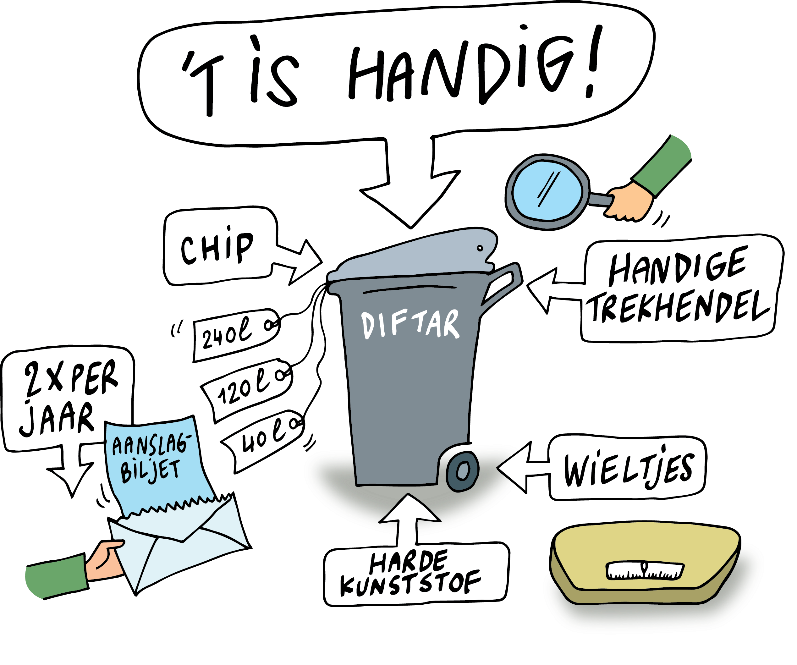 'T IS HANDIG!
CHIP
HANDIGE
TREKHENDEL
DIFTAR
240l
120l
40l
2X PER
JAAR
AANSLAG-
BILJET
WIELTJES
HARDE
KUNSTSTOF